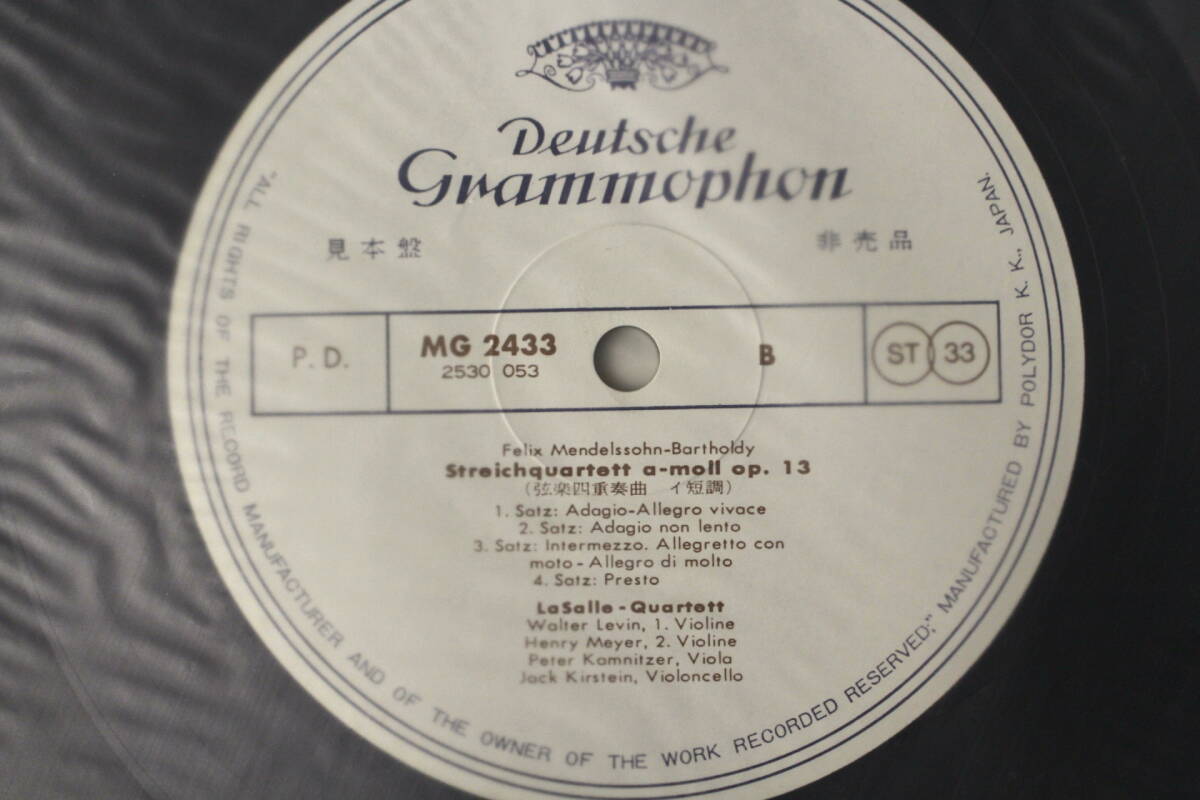 Deutsche
Grammophon
見本盤
非売品
P.D.
MG 2433
2530 053
B
ST 33
Felix Mendelssohn-Bartholdy
Streichquartett a-moll op. 13
(弦楽四重奏曲 イ短調)
1. Satz: Adagio-Allegro vivace
2. Satz: Adagio non lento
3. Satz: Intermezzo. Allegretto con
moto - Allegro di molto
4. Satz: Presto
LaSalle - Quartett
Walter Levin, 1. Violine
Henry Meyer, 2. Violine
Peter Kamnitzer, Viola
Jack Kirstein, Violoncello
"ALL RIGHTS OF THE RECORD MANUFACTURER AND OF THE OWNER OF THE WORK RECORDED RESERVED;" MANUFACTURED BY POLYDOR K. K., JAPAN.